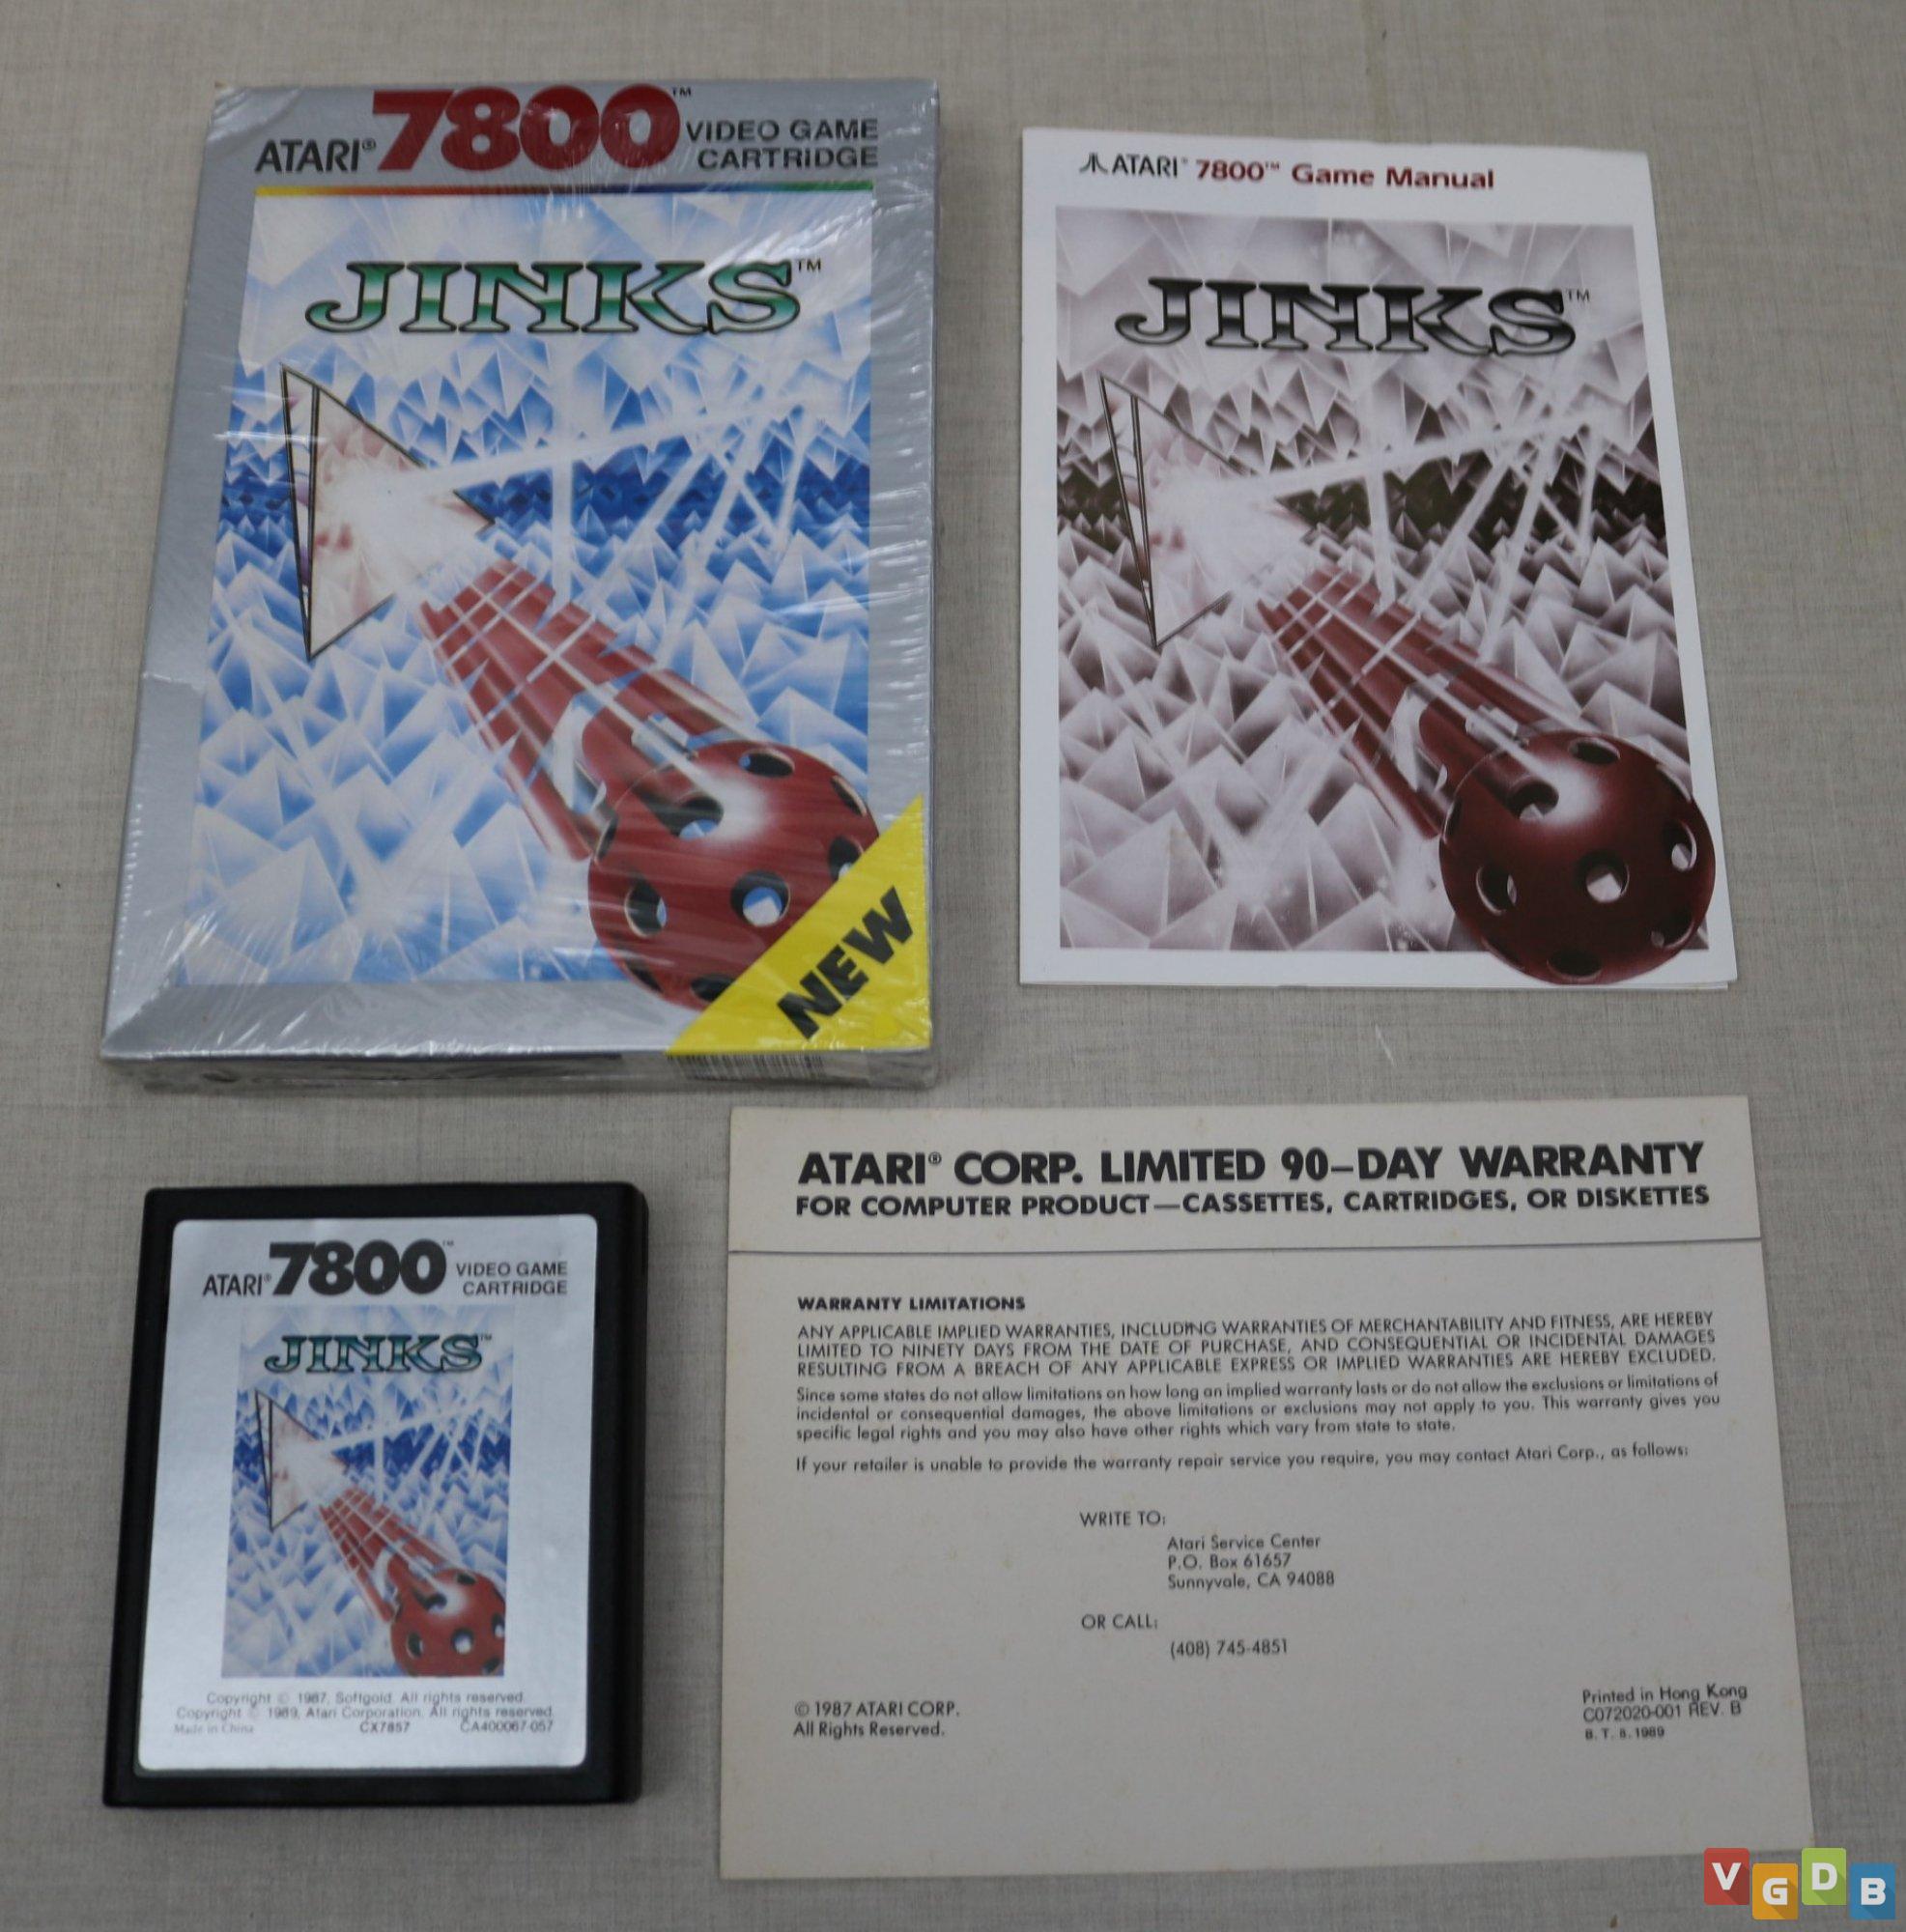 ATARI® 7800™ VIDEO GAME
CARTRIDGE
JINKS™
NEW
ATARI® 7800™ Game Manual
JINKS™
ATARI® 7800™ VIDEO GAME
CARTRIDGE
JINKS™
Copyright © 1987, Softgold. All rights reserved.
Copyright © 1989, Atari Corporation. All rights reserved.
Made in China CX7857 CA400067-057
ATARI® CORP. LIMITED 90-DAY WARRANTY
FOR COMPUTER PRODUCT—CASSETTES, CARTRIDGES, OR DISKETTES
WARRANTY LIMITATIONS
ANY APPLICABLE IMPLIED WARRANTIES, INCLUDING WARRANTIES OF MERCHANTABILITY AND FITNESS, ARE HEREBY
LIMITED TO NINETY DAYS FROM THE DATE OF PURCHASE, AND CONSEQUENTIAL OR INCIDENTAL DAMAGES
RESULTING FROM A BREACH OF ANY APPLICABLE EXPRESS OR IMPLIED WARRANTIES ARE HEREBY EXCLUDED.
Since some states do not allow limitations on how long an implied warranty lasts or do not allow the exclusions or limitations of
incidental or consequential damages, the above limitations or exclusions may not apply to you. This warranty gives you
specific legal rights and you may also have other rights which vary from state to state.
If your retailer is unable to provide the warranty repair service you require, you may contact Atari Corp., as follows:
WRITE TO:
Atari Service Center
P.O. Box 61657
Sunnyvale, CA 94088
OR CALL:
(408) 745-4851
© 1987 ATARI CORP.
All Rights Reserved.
Printed in Hong Kong
C072020-001 REV. B
B. T. 8. 1989
VGDB